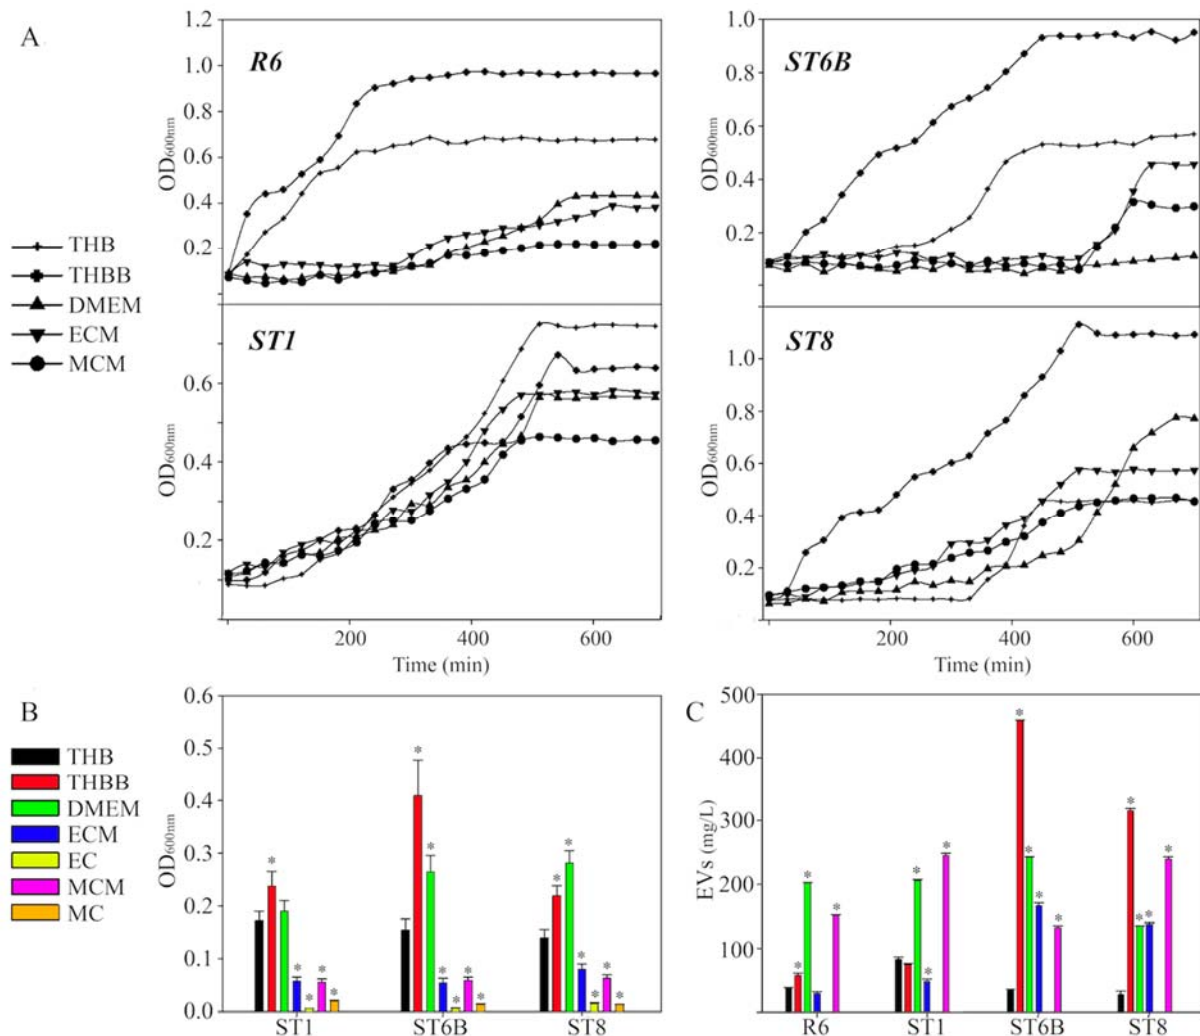 A
R6
ST6B
ST1
ST8
OD600nm
1.2
1.0
0.8
0.6
0.4
0.2
OD600nm
1.0
0.8
0.6
0.4
0.2
THB
THBB
DMEM
ECM
MCM
OD600nm
0.6
0.4
0.2
OD600nm
1.0
0.8
0.6
0.4
0.2
200 400 600
Time (min)
200 400 600
Time (min)
B
THB
THBB
DMEM
ECM
EC
MCM
MC
OD600nm
0.6
0.5
0.4
0.3
0.2
0.1
0.0
* * * * * *
* * * * * *
* * * * * *
ST1 ST6B ST8
C
EVs (mg/L)
500
400
300
200
100
* * *
* * *
* * * *
* * * *
R6 ST1 ST6B ST8